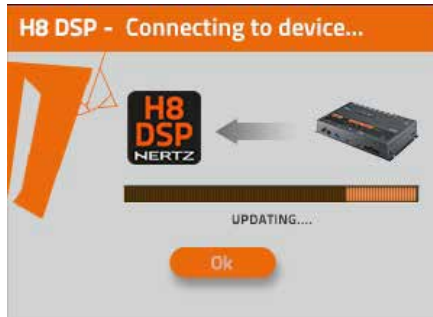 H8 DSP - Connecting to device...
H8
DSP
HERTZ
UPDATING....
Ok